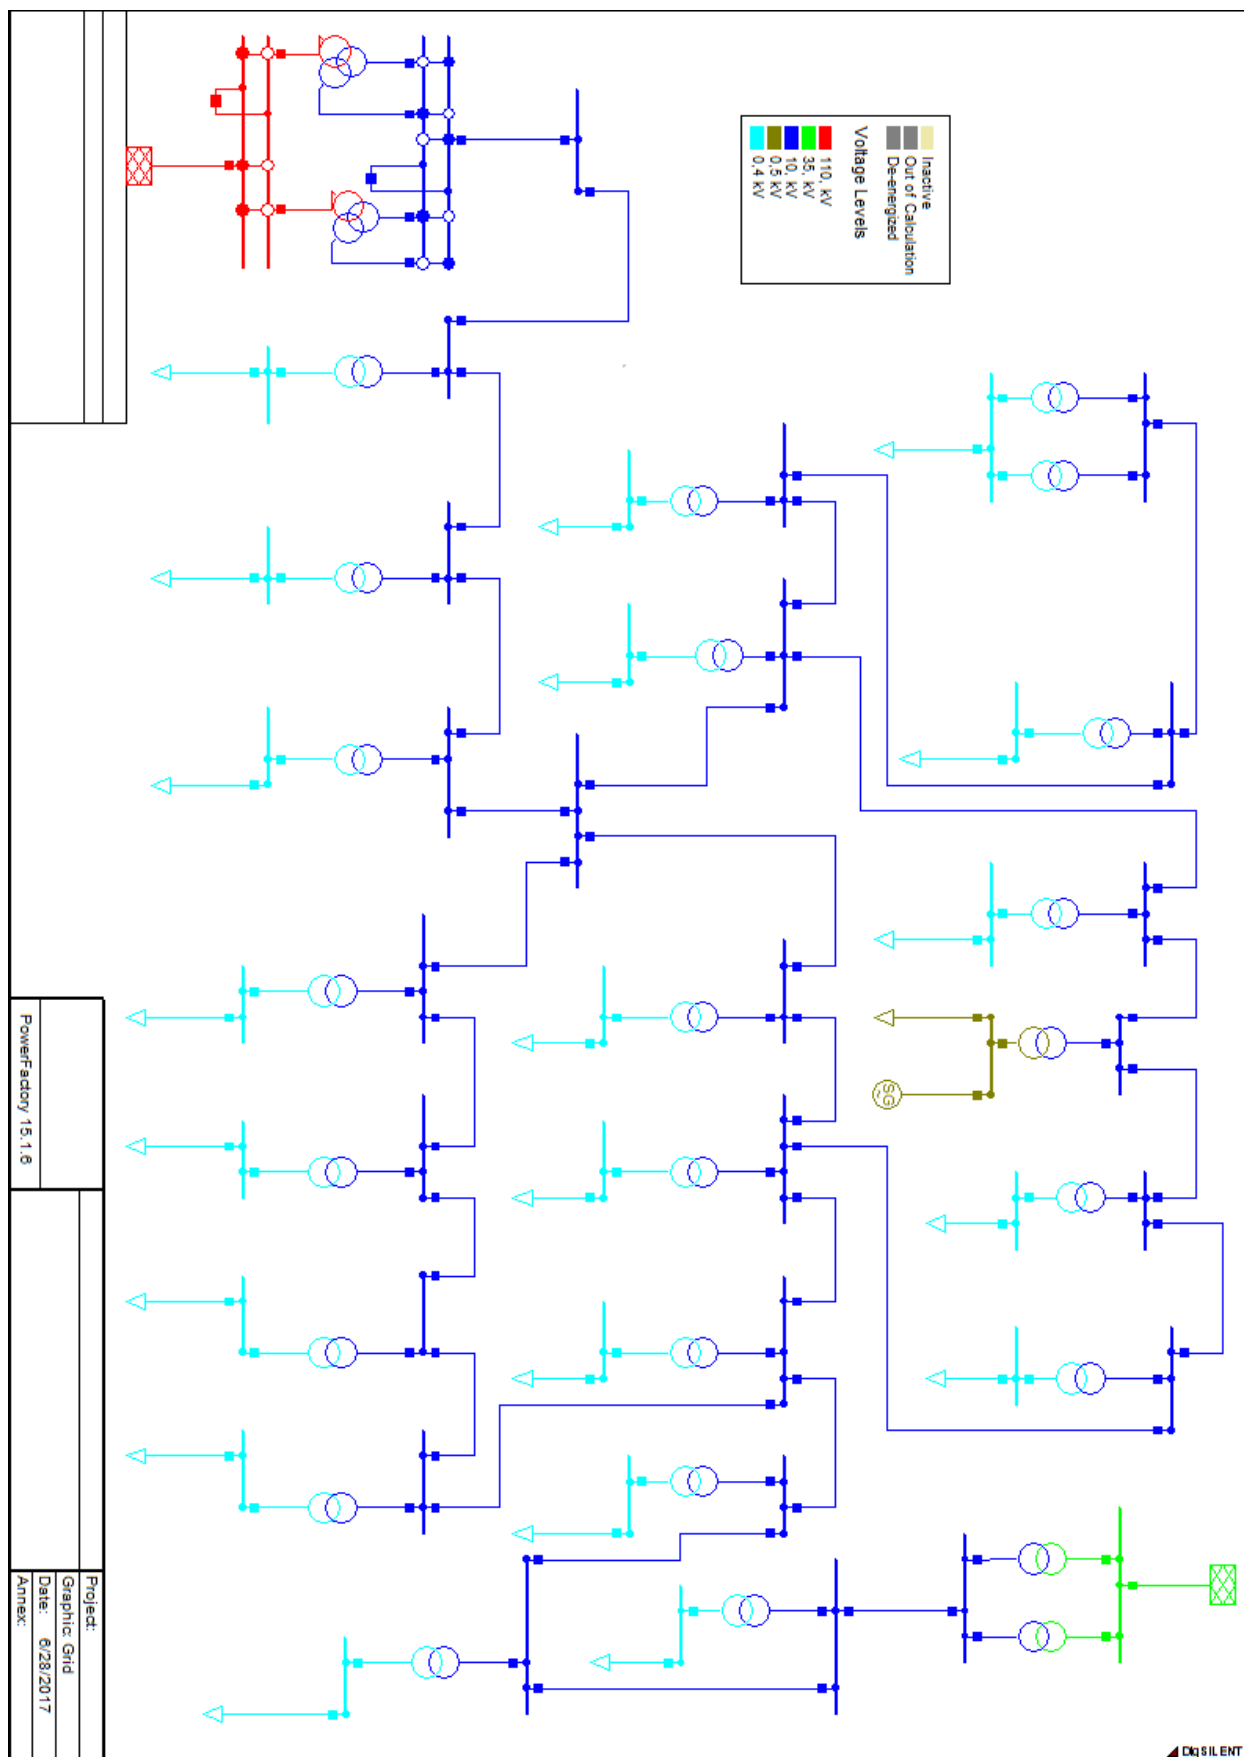 Inactive
Out of Calculation
De-energized
Voltage Levels
110, kV
35, kV
10, kV
0,5 kV
0,4 kV
SG
~
PowerFactory 15.1.6
Project:
Graphic: Grid
Date: 6/28/2017
Annex:
DIgSILENT